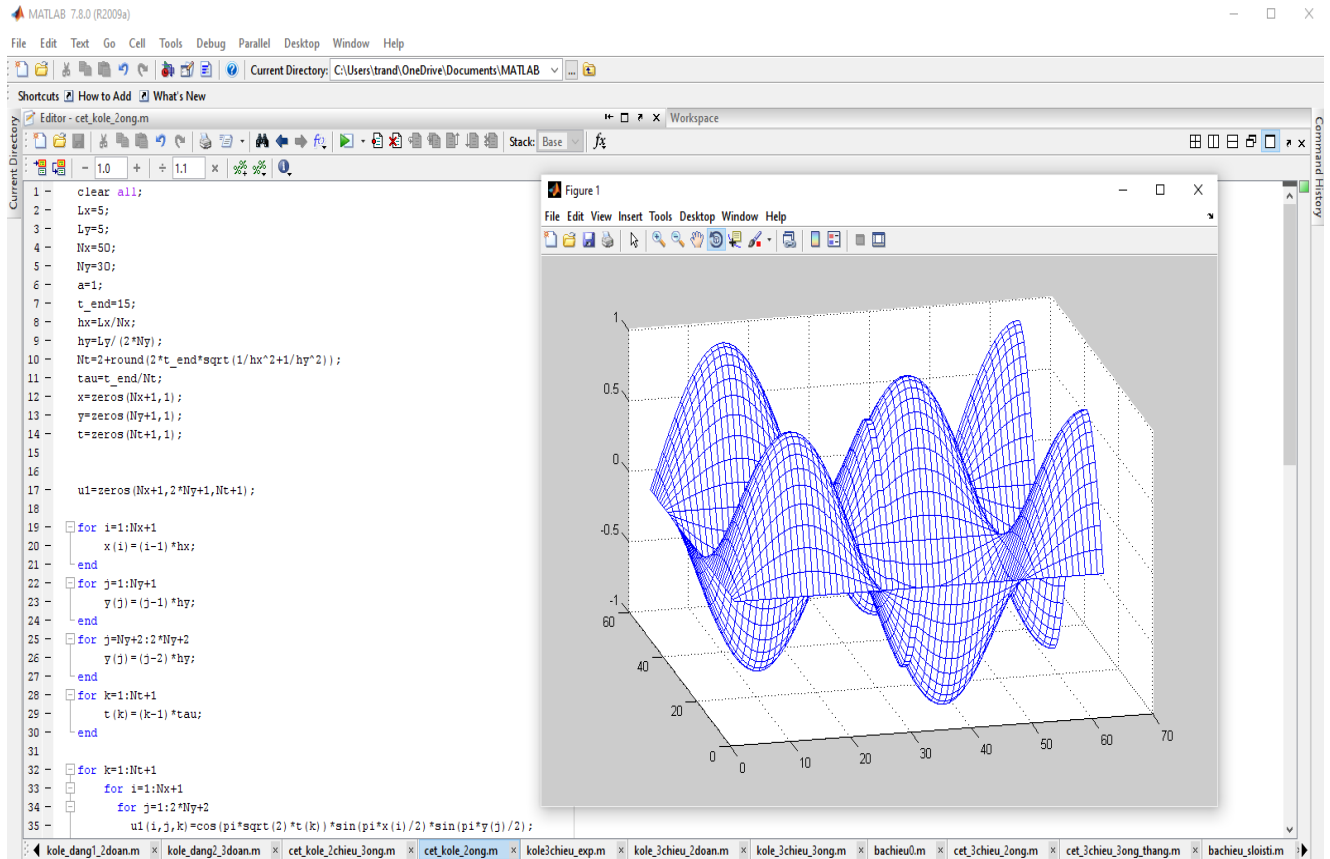 MATLAB 7.8.0 (R2009a)
File Edit Text Go Cell Tools Debug Parallel Desktop Window Help
Current Directory: C:\Users\trand\OneDrive\Documents\MATLAB
Shortcuts How to Add What's New
Current Directory
Editor - cet_kole_2ong.m
Workspace
Command History
Stack: Base fx
1.0 + ÷ 1.1 ×
1 - clear all;
2 - Lx=5;
3 - Ly=5;
4 - Nx=50;
5 - Ny=30;
6 - a=1;
7 - t_end=15;
8 - hx=Lx/Nx;
9 - hy=Ly/(2*Ny);
10 - Nt=2+round(2*t_end*sqrt(1/hx^2+1/hy^2));
11 - tau=t_end/Nt;
12 - x=zeros(Nx+1,1);
13 - y=zeros(Ny+1,1);
14 - t=zeros(Nt+1,1);
15
16
17 - u1=zeros(Nx+1,2*Ny+1,Nt+1);
18
19 - for i=1:Nx+1
20 - x(i)=(i-1)*hx;
21 - end
22 - for j=1:Ny+1
23 - y(j)=(j-1)*hy;
24 - end
25 - for j=Ny+2:2*Ny+2
26 - y(j)=(j-2)*hy;
27 - end
28 - for k=1:Nt+1
29 - t(k)=(k-1)*tau;
30 - end
31
32 - for k=1:Nt+1
33 - for i=1:Nx+1
34 - for j=1:2*Ny+2
35 - u1(i,j,k)=cos(pi*sqrt(2)*t(k))*sin(pi*x(i)/2)*sin(pi*y(j)/2);
Figure 1
File Edit View Insert Tools Desktop Window Help
1
0.5
0
-0.5
-1
60
40
20
0
0 10 20 30 40 50 60 70
kole_dang1_2doan.m × kole_dang2_3doan.m × cet_kole_2chieu_3ong.m × cet_kole_2ong.m × kole3chieu_exp.m × kole_3chieu_2doan.m × kole_3chieu_3ong.m × bachieu0.m × cet_3chieu_2ong.m × cet_3chieu_3ong_thang.m × bachieu_sloisti.m